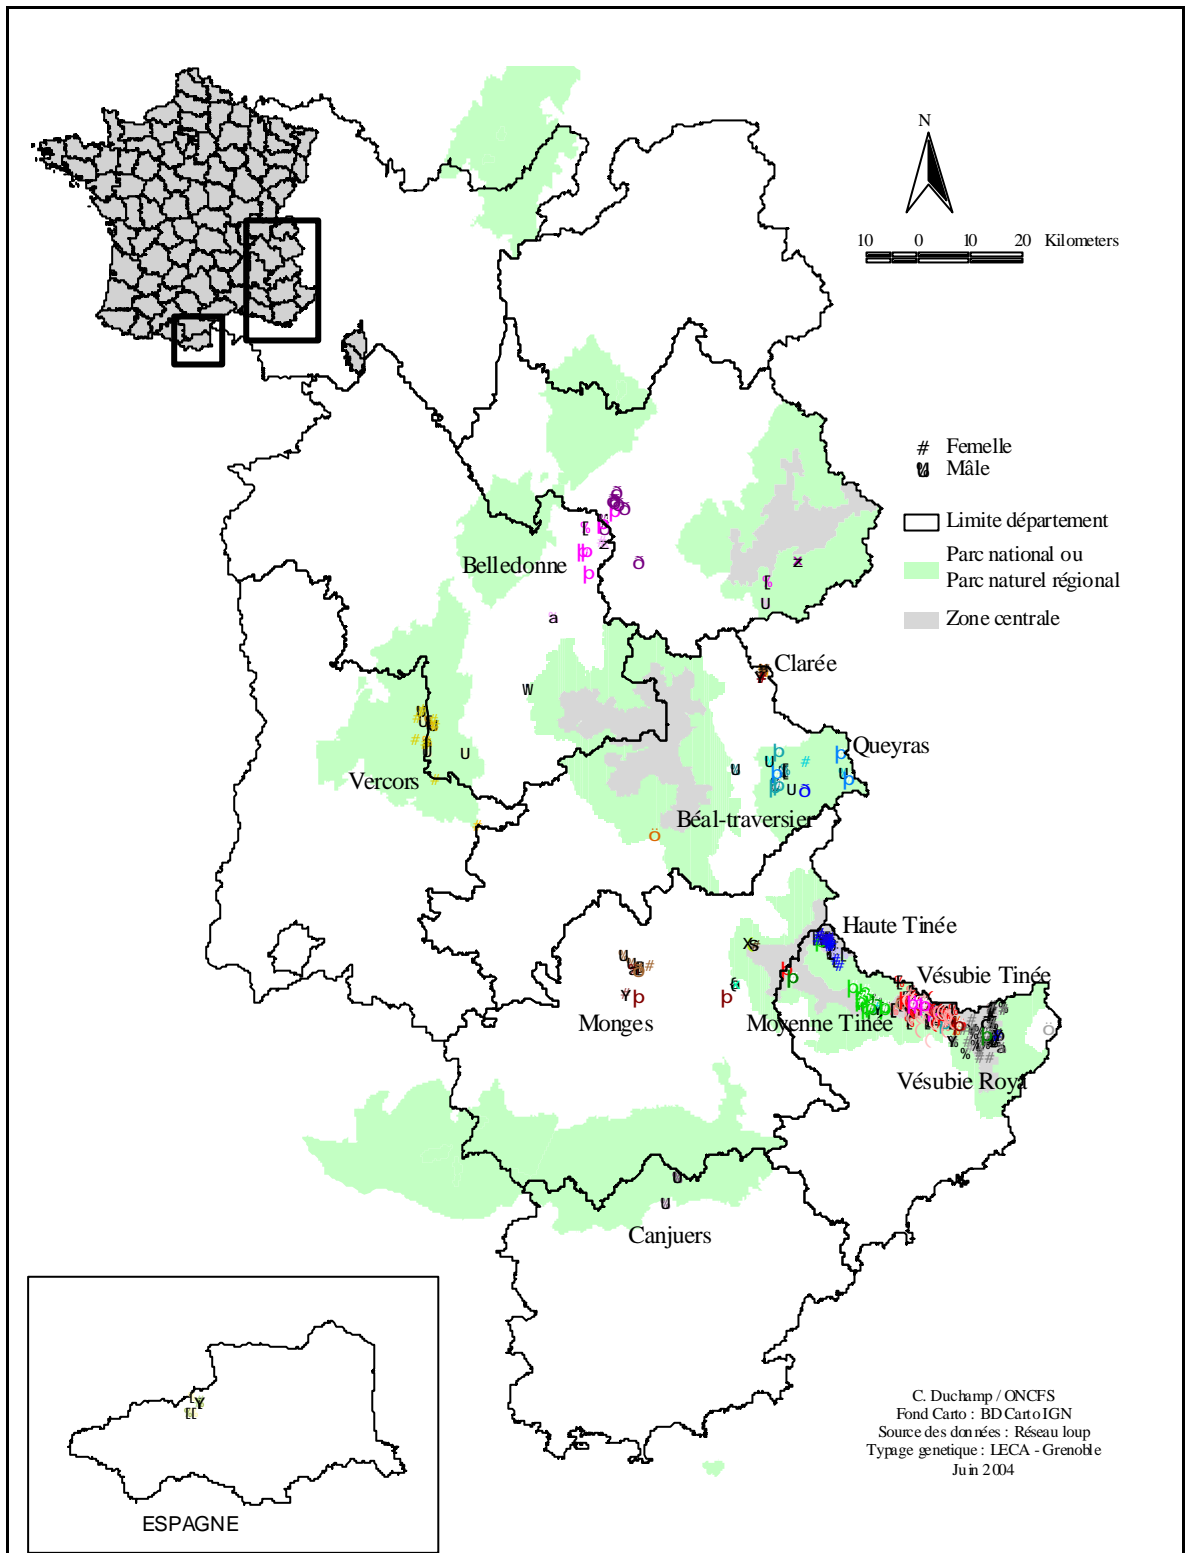 N
10 0 10 20 Kilometers
# Femelle
Mâle
Limite département
Parc national ou
Parc naturel régional
Zone centrale
Belledonne
Clarée
Queyras
Vercors
Béal-traversier
Haute Tinée
Vésubie Tinée
Monges
Moyenne Tinée
Vésubie Roya
Canjuers
C. Duchamp / ONCFS
Fond Carto : BD Carto IGN
Source des données : Réseau loup
Typage genetique : LECA - Grenoble
Juin 2004
ESPAGNE